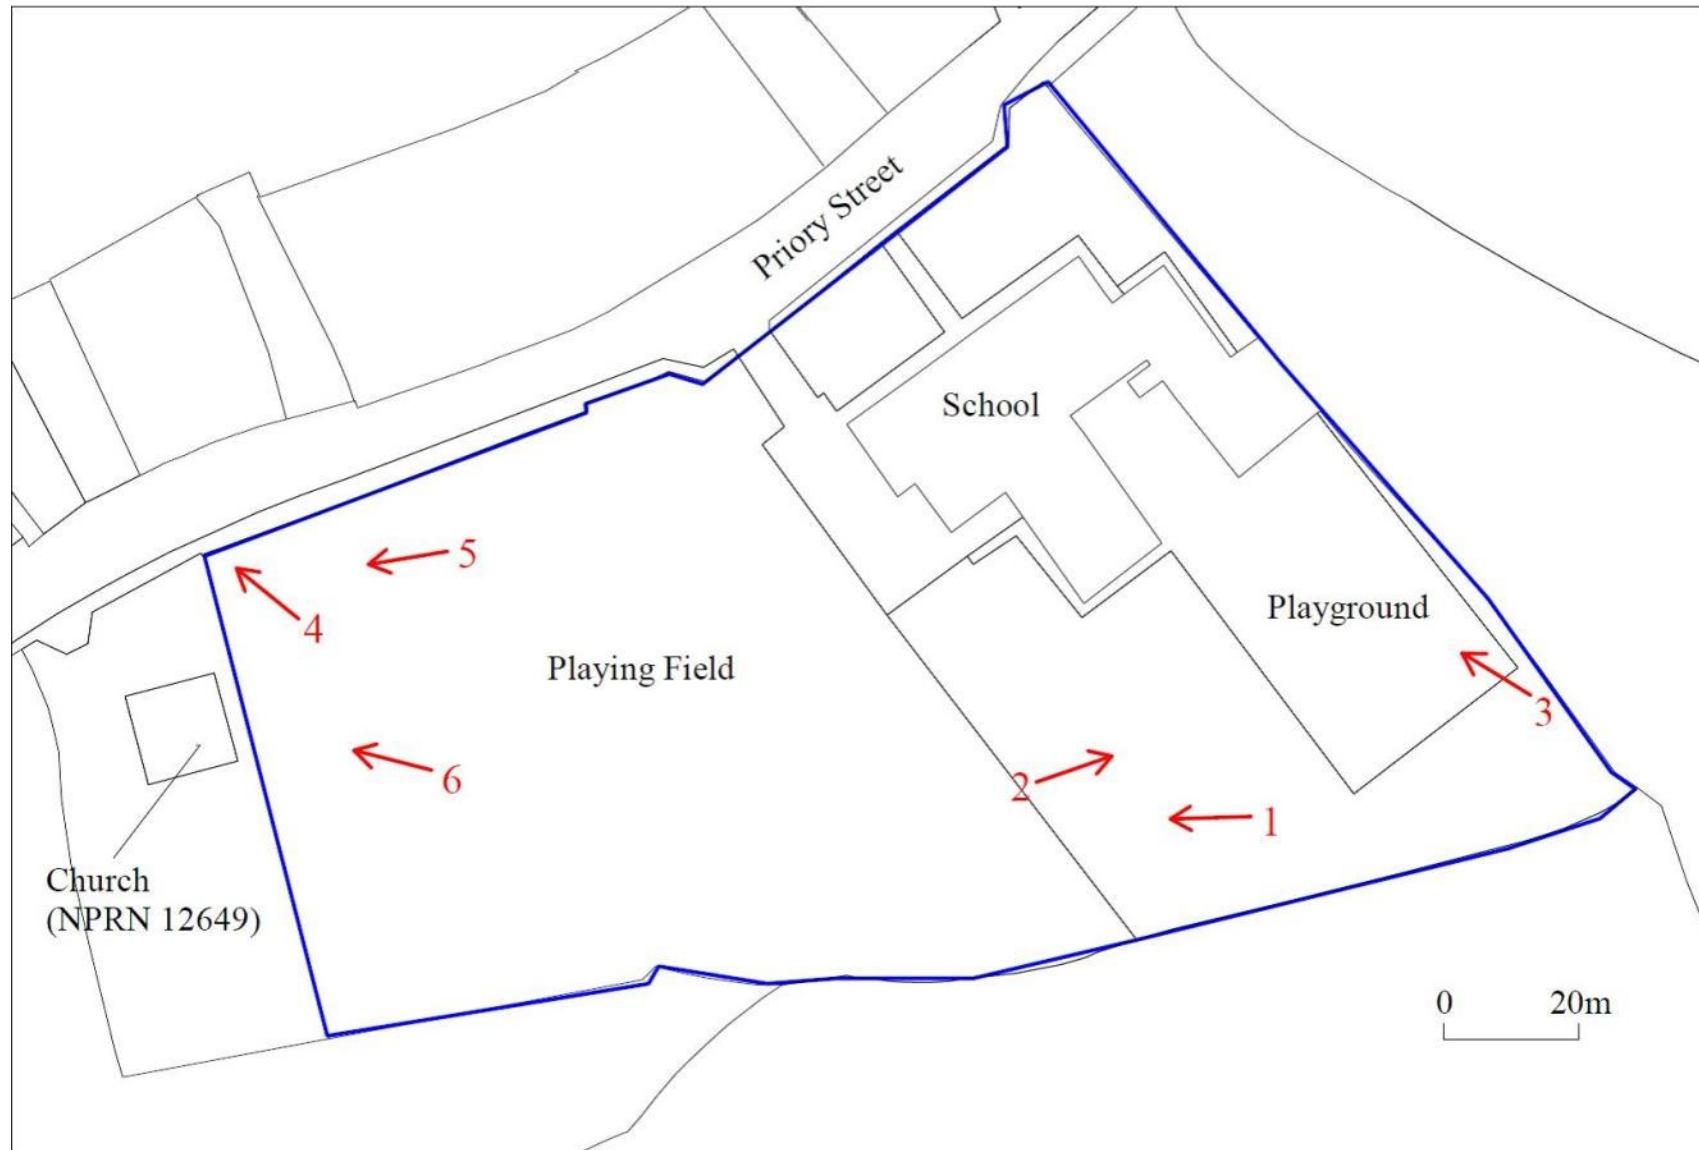 Priory Street
School
5
Playground
4
Playing Field
3
6
2
1
Church
(NPRN 12649)
0 20m